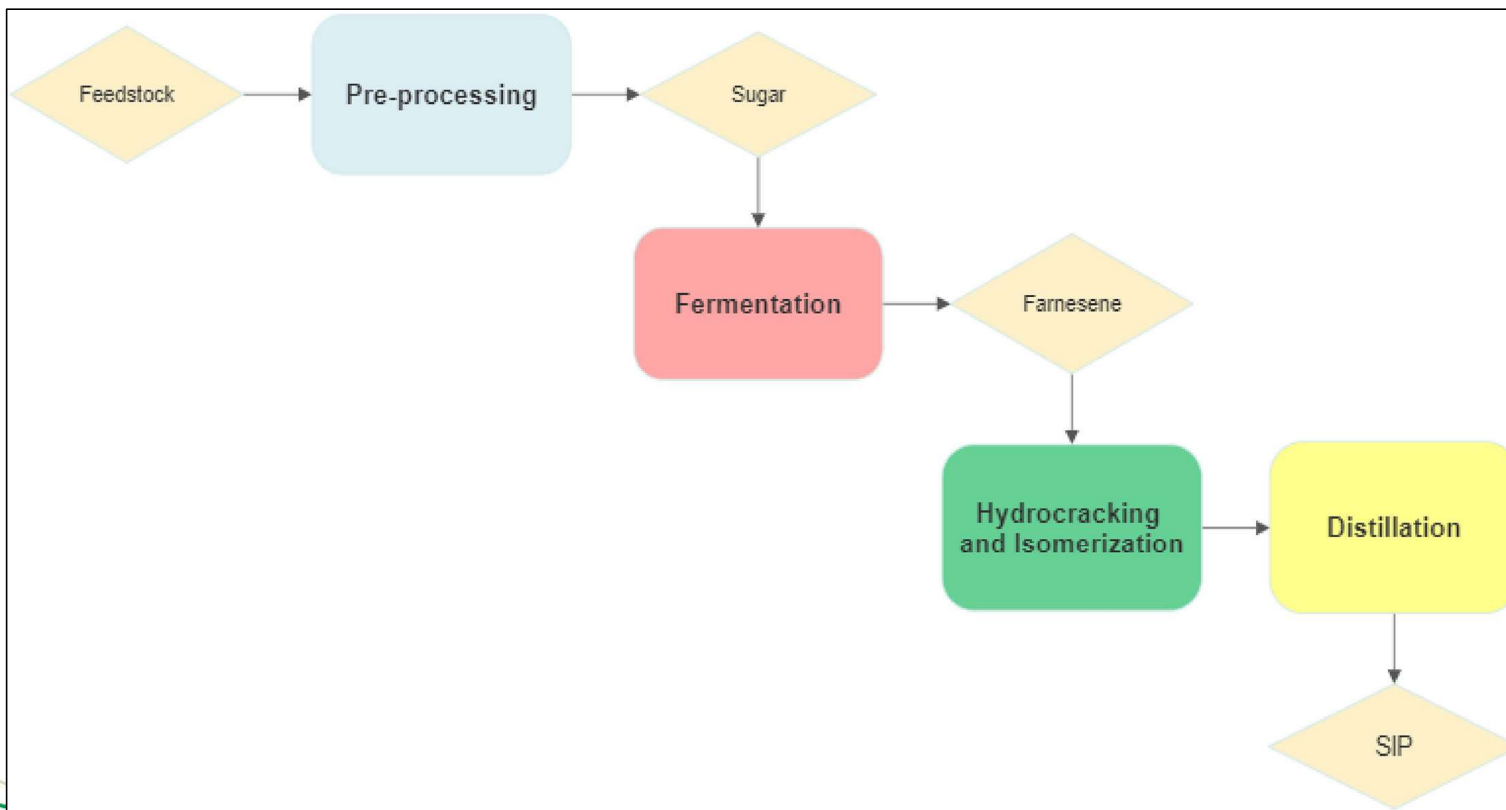 Feedstock
Pre-processing
Sugar
Fermentation
Farnesene
Hydrocracking
and Isomerization
Distillation
SIP